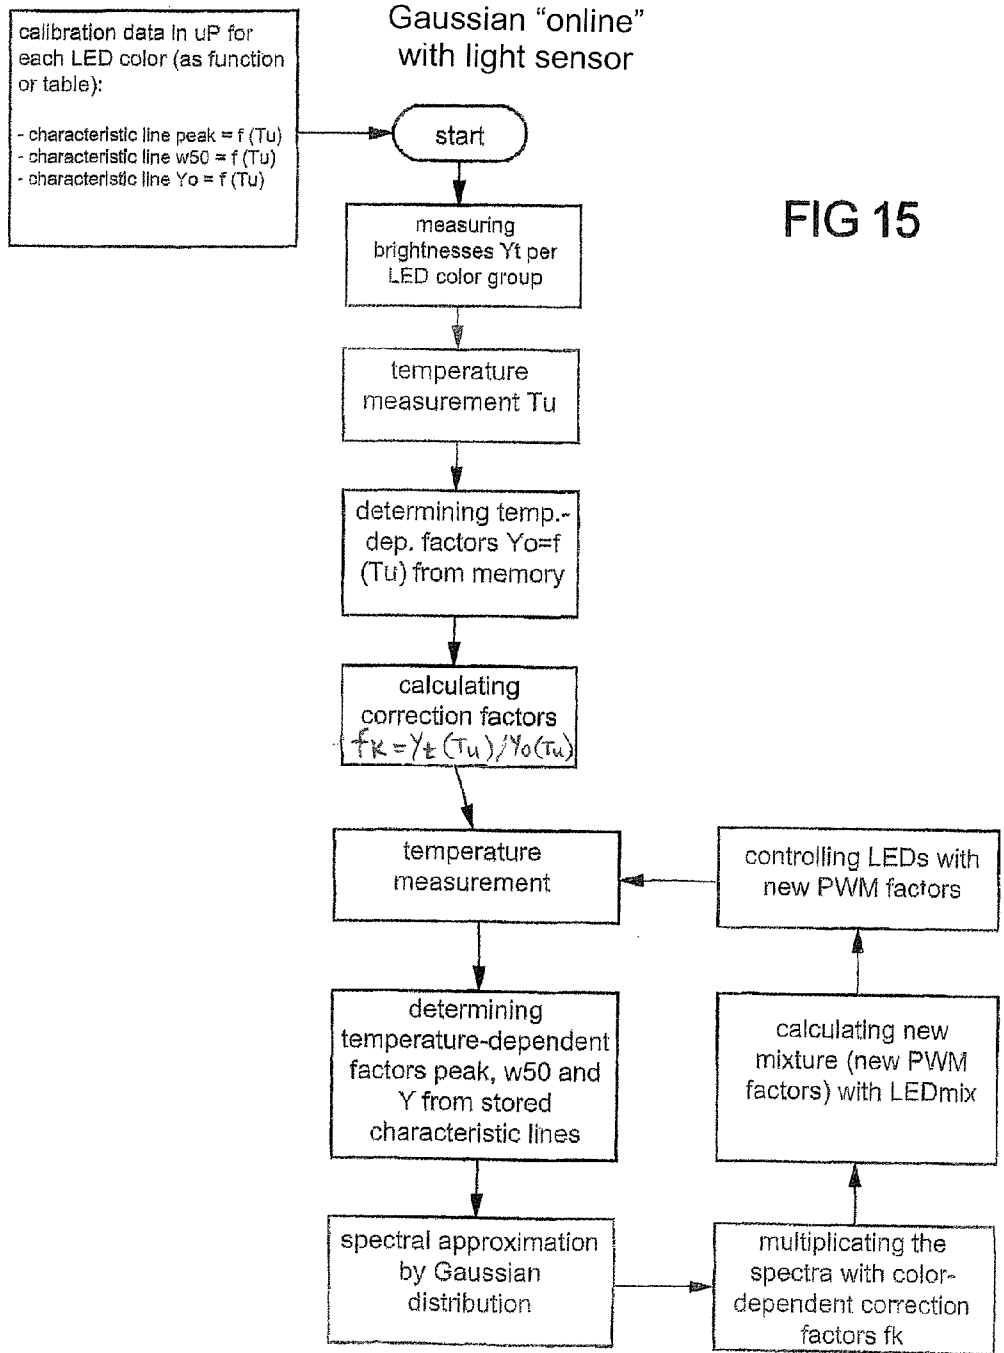 Gaussian “online”
with light sensor
calibration data in uP for
each LED color (as function
or table):
- characteristic line peak = f (Tu)
- characteristic line w50 = f (Tu)
- characteristic line Yo = f (Tu)
start
FIG 15
measuring
brightnesses Yt per
LED color group
temperature
measurement Tu
determining temp.-
dep. factors Yo=f
(Tu) from memory
calculating
correction factors
fK = Yt (Tu) / Yo (Tu)
temperature
measurement
determining
temperature-dependent
factors peak, w50 and
Y from stored
characteristic lines
spectral approximation
by Gaussian
distribution
multiplicating the
spectra with color-
dependent correction
factors fk
calculating new
mixture (new PWM
factors) with LEDmix
controlling LEDs with
new PWM factors